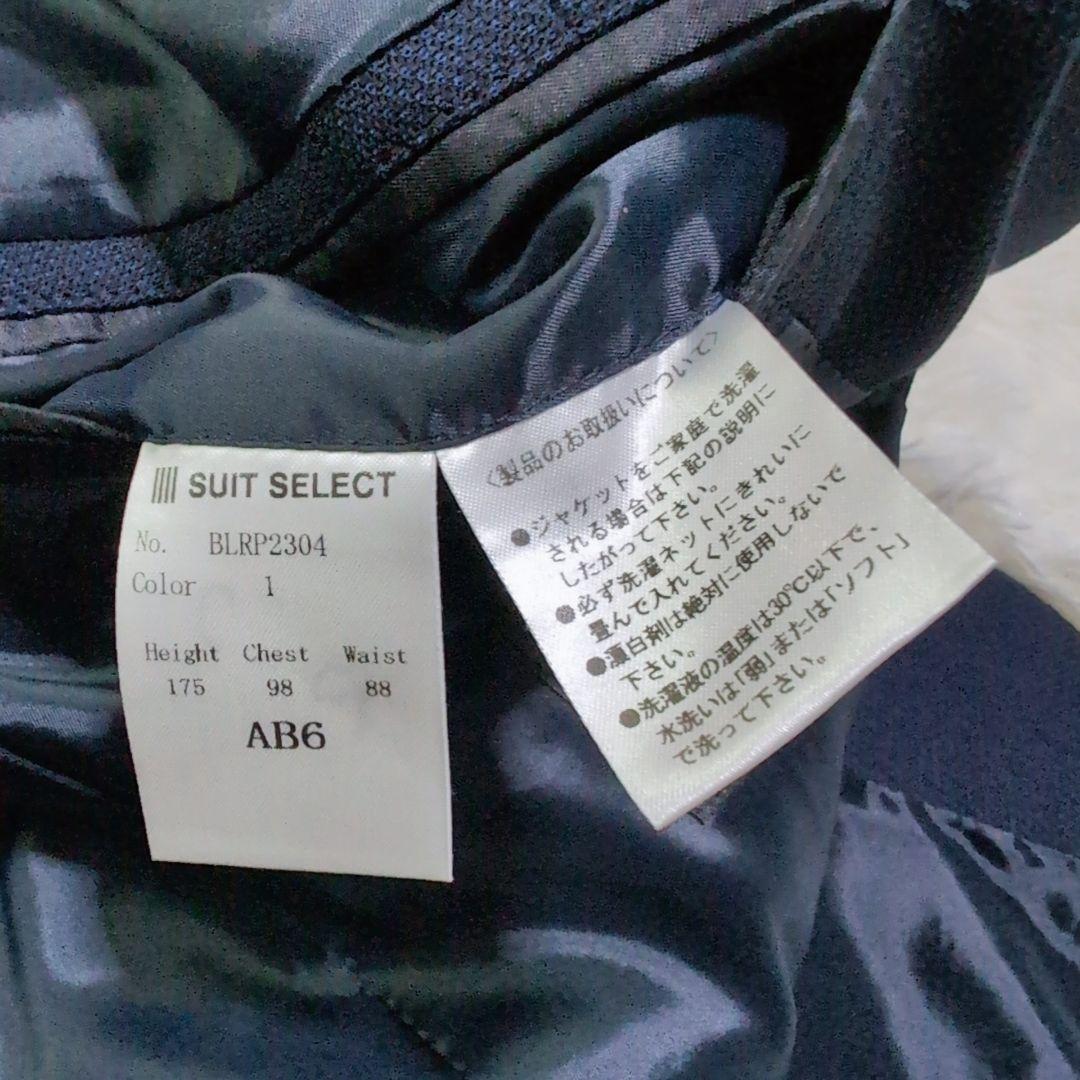 SUIT SELECT
No. BLRP2304
Color 1
Height Chest Waist
175 98 88
AB6
〈製品のお取扱いについて〉
●ジャケットをご家庭で洗濯
される場合は下記の説明に
したがって下さい。
●必ず洗濯ネットにきれいに
畳んで入れてください。
●漂白剤は絶対に使用しないで
下さい。
●洗濯液の温度は30℃以下で、
水洗いは「弱」または「ソフト」
で洗って下さい。